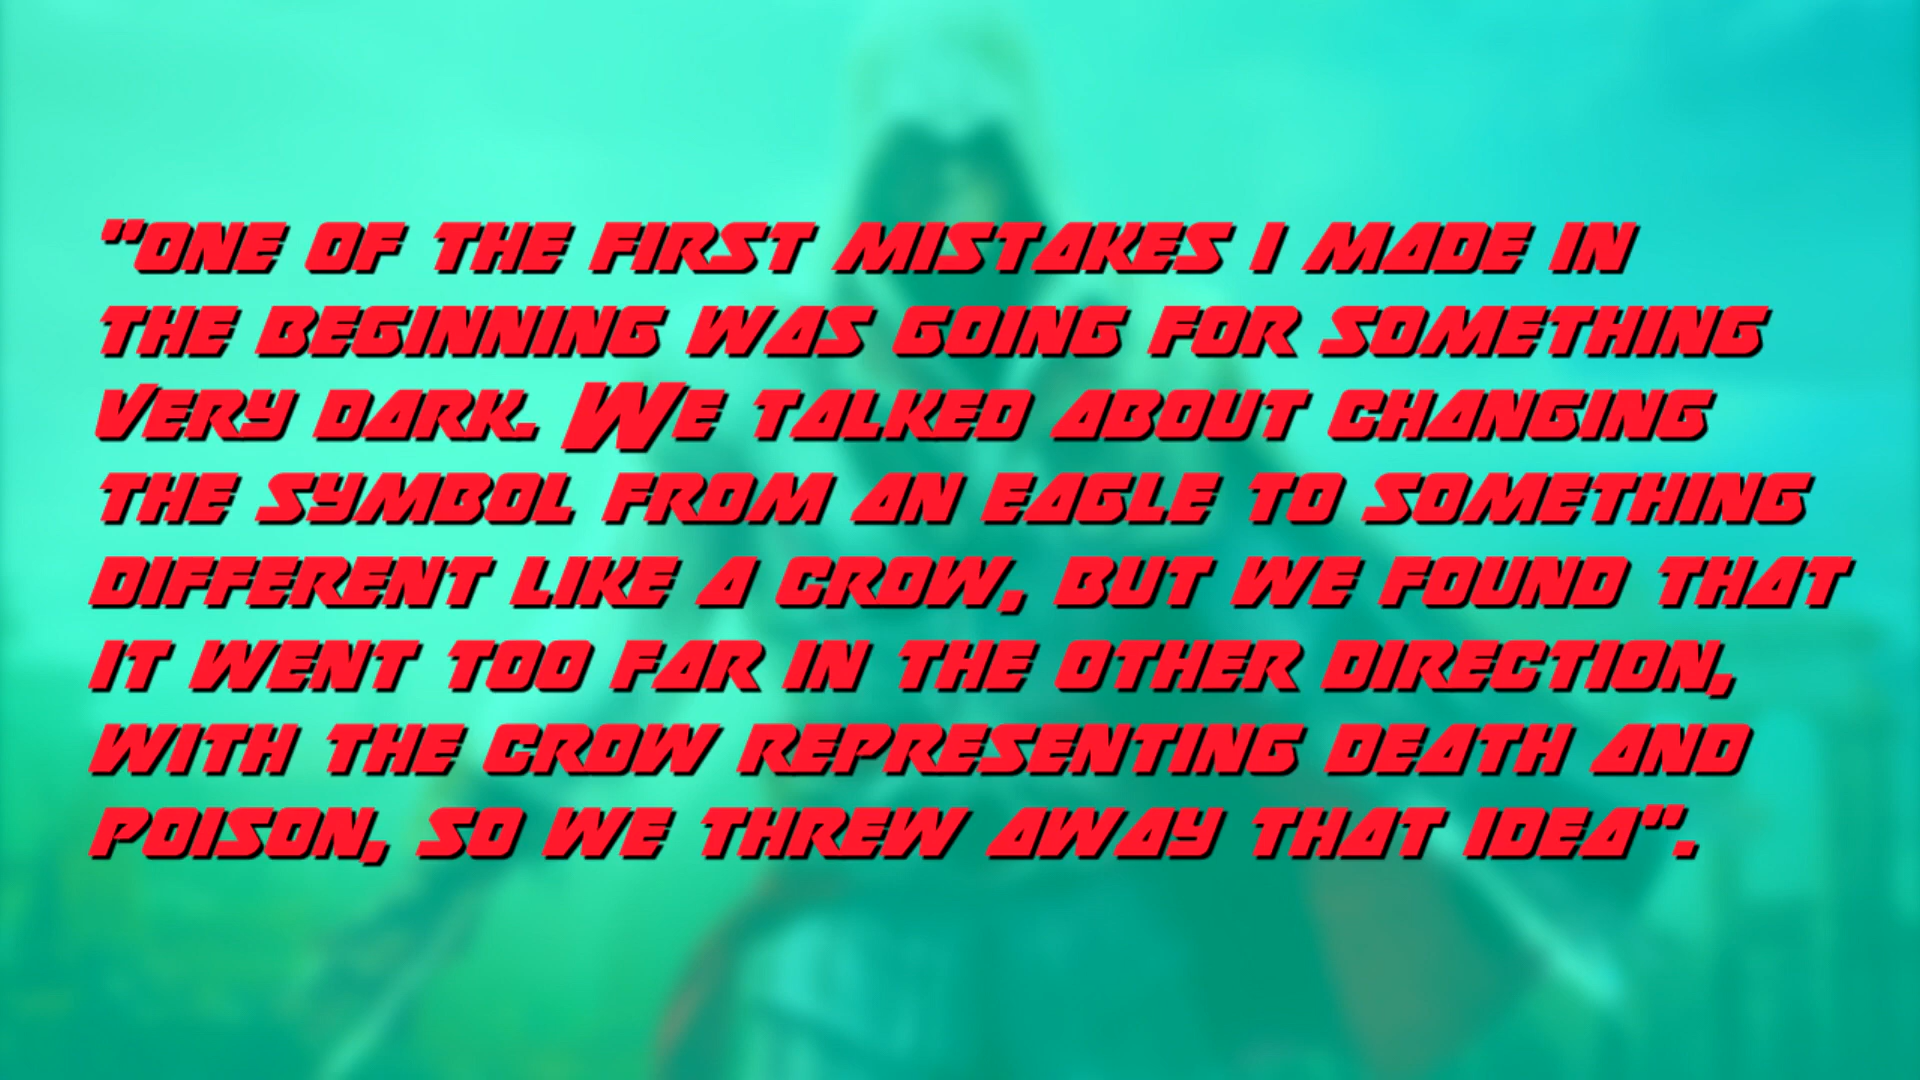 "ONE OF THE FIRST MISTAKES I MADE IN
THE BEGINNING WAS GOING FOR SOMETHING
VERY DARK. WE TALKED ABOUT CHANGING
THE SYMBOL FROM AN EAGLE TO SOMETHING
DIFFERENT LIKE A CROW, BUT WE FOUND THAT
IT WENT TOO FAR IN THE OTHER DIRECTION,
WITH THE CROW REPRESENTING DEATH AND
POISON, SO WE THREW AWAY THAT IDEA".